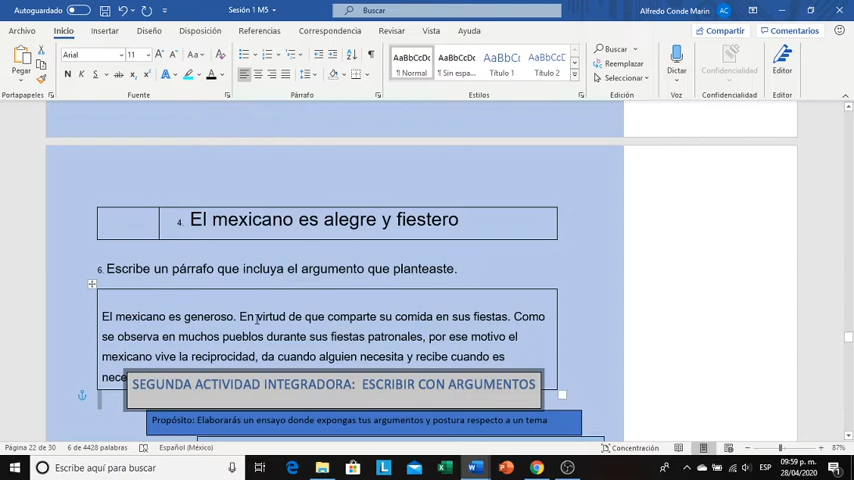 Autoguardado
Sesión 1 M5
Buscar
Alfredo Conde Marin
AC
Archivo Inicio Insertar Dibujar Diseño Disposición Referencias Correspondencia Revisar Vista Ayuda
Compartir Comentarios
Pegar
Arial 11
N K S
Portapapeles
Fuente
Párrafo
AaBbCcDc AaBbCcDc AaBbCc AaBbCcD
¶ Normal ¶ Sin espa... Título 1 Título 2
Estilos
Buscar
Reemplazar
Seleccionar
Edición
Dictar
Voz
Confidencialidad
Confidencialidad
Editor
Editor
4. El mexicano es alegre y fiestero
6. Escribe un párrafo que incluya el argumento que planteaste.
El mexicano es generoso. En virtud de que comparte su comida en sus fiestas. Como
se observa en muchos pueblos durante sus fiestas patronales, por ese motivo el
mexicano vive la reciprocidad, da cuando alguien necesita y recibe cuando es
nece
SEGUNDA ACTIVIDAD INTEGRADORA: ESCRIBIR CON ARGUMENTOS
Propósito: Elaborarás un ensayo donde expongas tus argumentos y postura respecto a un tema
Página 22 de 30 6 de 4428 palabras Español (México) Concentración 87%
Escribe aquí para buscar
ESP
09:59 p. m.
28/04/2020